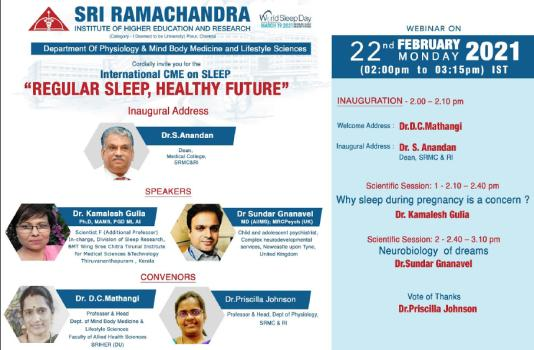 SRI RAMACHANDRA
INSTITUTE OF HIGHER EDUCATION AND RESEARCH
(Category - I Deemed to be University) Porur, Chennai
World Sleep Day
MARCH 19 2021
Department Of Physiology & Mind Body Medicine and Lifestyle Sciences
Cordially invite you for the
International CME on SLEEP
“REGULAR SLEEP, HEALTHY FUTURE”
Inaugural Address
Dr.S.Anandan
Dean,
Medical College,
SRMC&RI
SPEAKERS
Dr. Kamalesh Gulia
Ph.D, MAMS, PGD ML AI
Scientist F (Additional Professor)
In-charge, Division of Sleep Research,
BMT Wing Sree Chitra Tirunal Institute
for Medical Sciences &Technology
Thiruvananthapuram , Kerala
Dr Sundar Gnanavel
MD (AIIMS); MRCPsych (UK)
Child and adolescent psychiatrist,
Complex neurodevelopmental
services, Newcastle upon Tyne,
United Kingdom
CONVENORS
Dr. D.C.Mathangi
Professor & Head
Dept. of Mind Body Medicine &
Lifestyle Sciences
Faculty of Allied Health Sciences
SRIHER (DU)
Dr.Priscilla Johnson
Professor & Head, Dept of Physiology,
SRMC & RI
WEBINAR ON
22nd FEBRUARY MONDAY 2021
(02:00pm to 03:15pm) IST
INAUGURATION - 2.00 – 2.10 pm
Welcome Address : Dr.D.C.Mathangi
Inaugural Address : Dr. S. Anandan
Dean, SRMC & RI
Scientific Session: 1 - 2.10 - 2.40 pm
Why sleep during pregnancy is a concern ?
Dr. Kamalesh Gulia
Scientific Session: 2 - 2.40 – 3.10 pm
Neurobiology of dreams
Dr.Sundar Gnanavel
Vote of Thanks
Dr.Priscilla Johnson